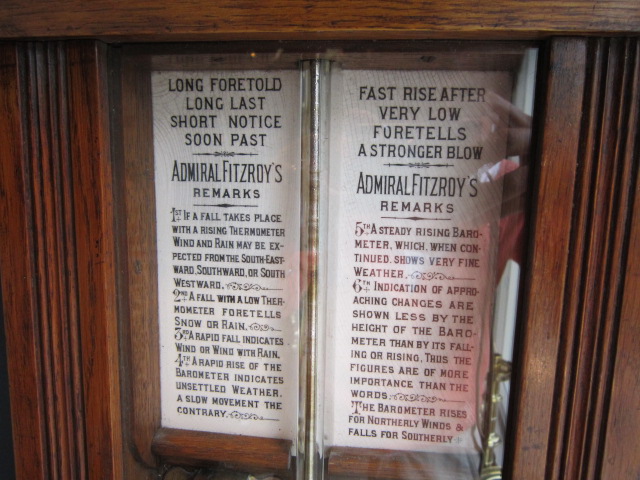 LONG FORETOLD
LONG LAST
SHORT NOTICE
SOON PAST
ADMIRAL FITZROY'S
REMARKS
1ST IF A FALL TAKES PLACE
WITH A RISING THERMOMETER
WIND AND RAIN MAY BE EX-
PECTED FROM THE SOUTH-EAST-
WARD, SOUTHWARD, OR SOUTH
WESTWARD.
2ND A FALL WITH A LOW THER-
MOMETER FORETELLS
SNOW OR RAIN.
3RD A RAPID FALL INDICATES
WIND OR WIND WITH RAIN.
4TH A RAPID RISE OF THE
BAROMETER INDICATES
UNSETTLED WEATHER,
A SLOW MOVEMENT THE
CONTRARY.
FAST RISE AFTER
VERY LOW
FORETELLS
A STRONGER BLOW
ADMIRAL FITZROY'S
REMARKS
5TH A STEADY RISING BARO-
METER, WHICH, WHEN CON-
TINUED, SHOWS VERY FINE
WEATHER.
6TH INDICATION OF APPRO-
ACHING CHANGES ARE
SHOWN LESS BY THE
HEIGHT OF THE BARO-
METER THAN BY ITS FALL-
ING OR RISING, THUS THE
FIGURES ARE OF MORE
IMPORTANCE THAN THE
WORDS.
THE BAROMETER RISES
FOR NORTHERLY WINDS &
FALLS FOR SOUTHERLY